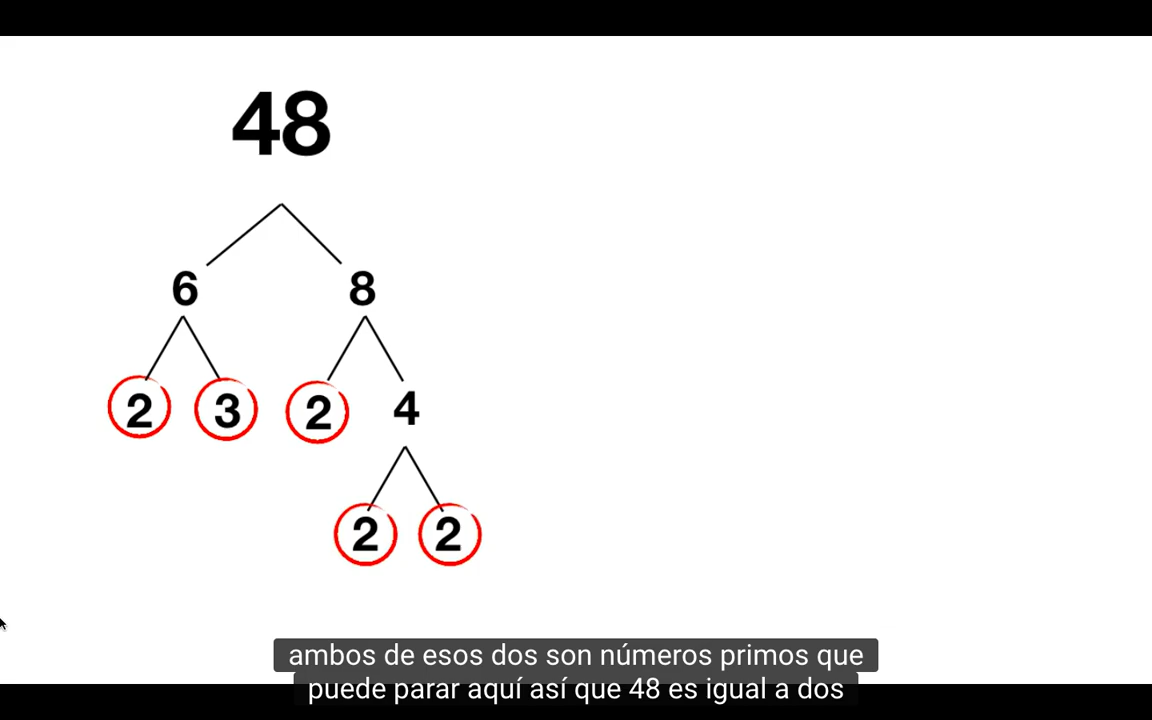 48
6 8
2 3 2 4
2 2
ambos de esos dos son números primos que
puede parar aquí así que 48 es igual a dos